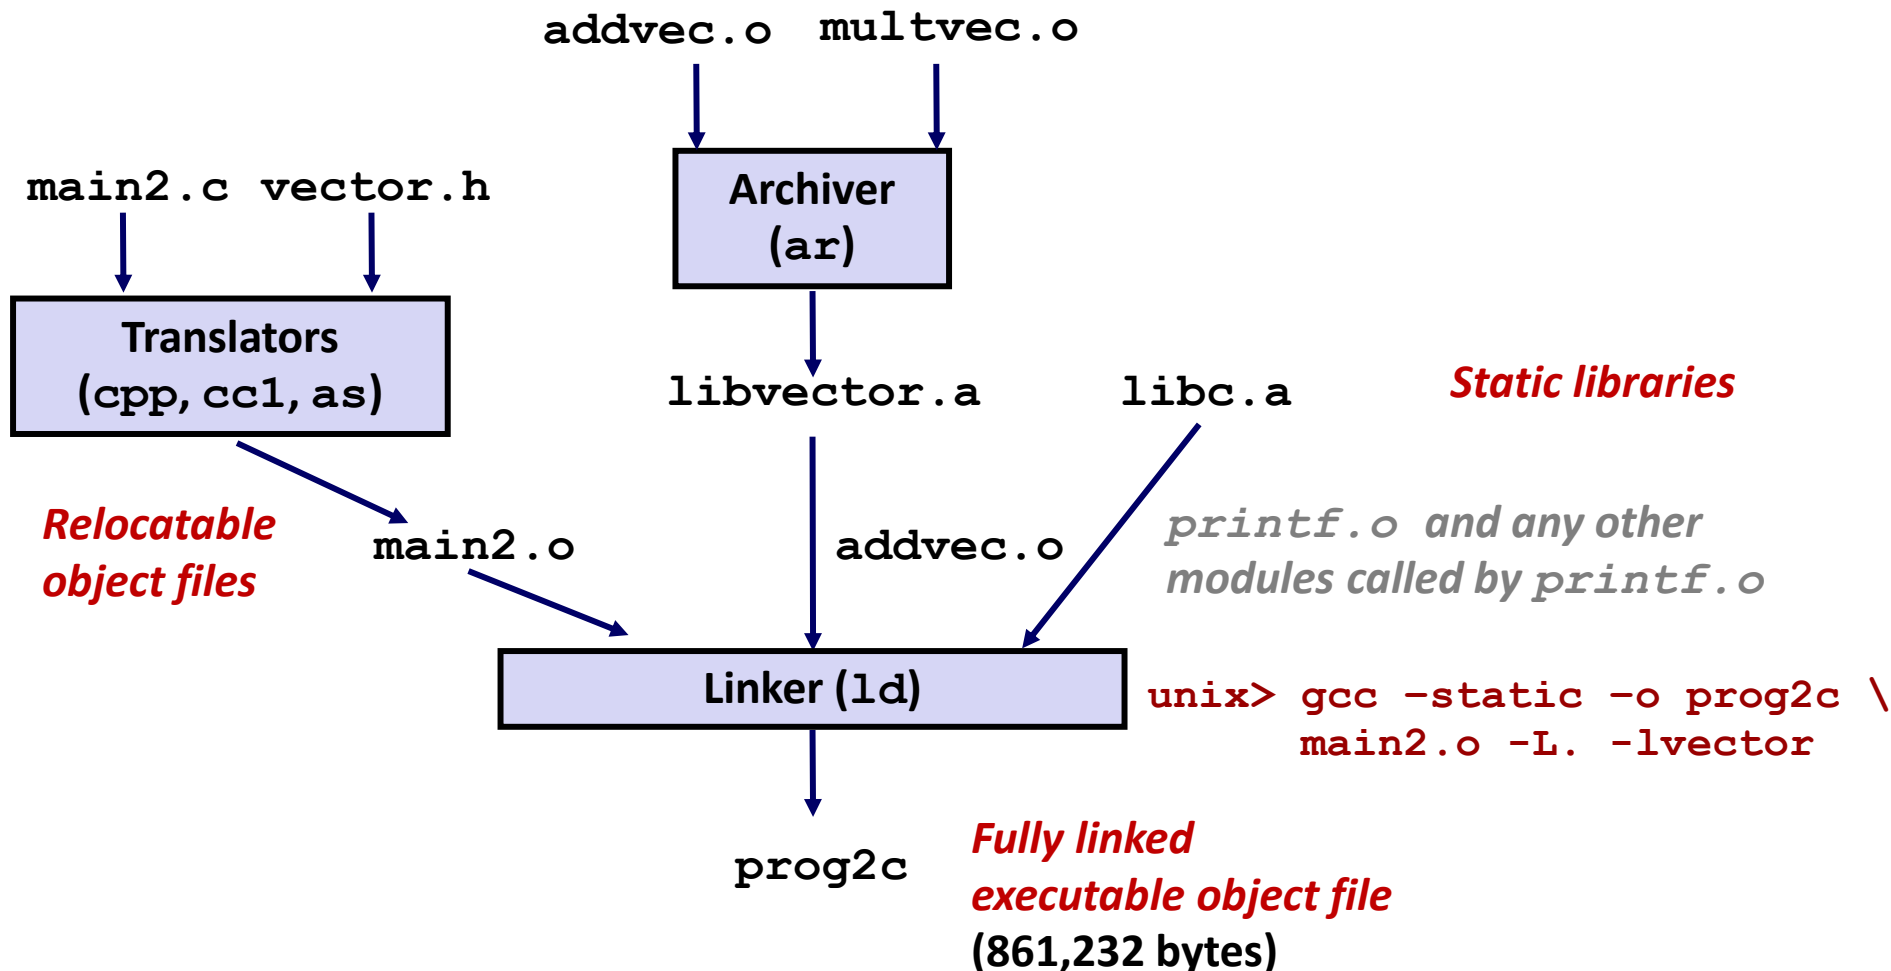 addvec.o multvec.o
main2.c vector.h
Archiver
(ar)
Translators
(cpp, cc1, as)
libvector.a
libc.a
Static libraries
Relocatable
object files
main2.o
addvec.o
printf.o and any other
modules called by printf.o
Linker (ld)
unix> gcc –static –o prog2c \
main2.o -L. -lvector
prog2c
Fully linked
executable object file
(861,232 bytes)